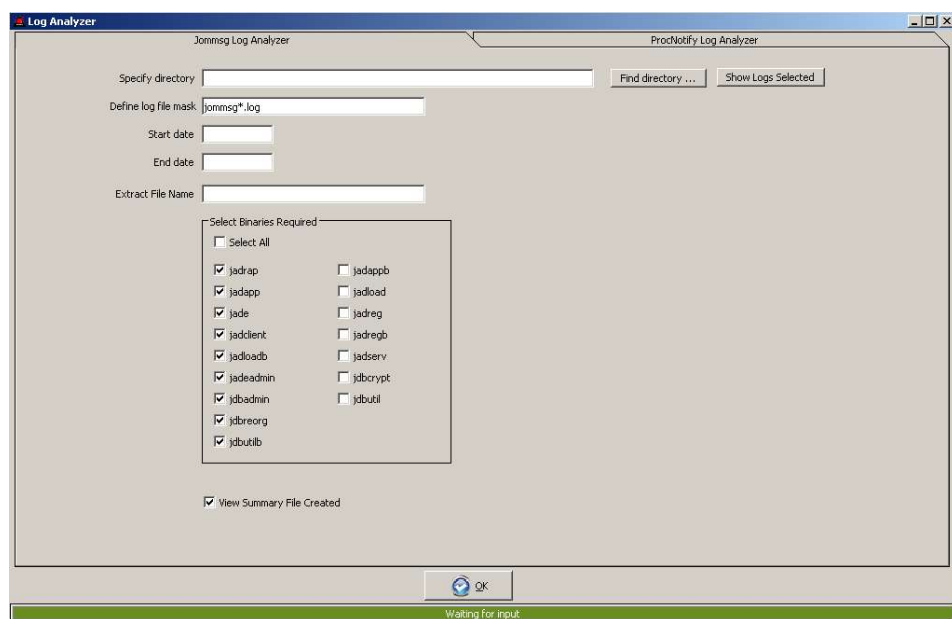 Log Analyzer
Jommsg Log Analyzer
ProcNotify Log Analyzer
Specify directory
Find directory ...
Show Logs Selected
Define log file mask
jommsg*.log
Start date
End date
Extract File Name
Select Binaries Required
Select All
jadrap
jadappb
jadapp
jadload
jade
jadreg
jadclient
jadregb
jadloadb
jadserv
jadeadmin
jdbcrypt
jdbadmin
jdbutil
jdbreorg
jdbutilb
View Summary File Created
OK
Waiting for input